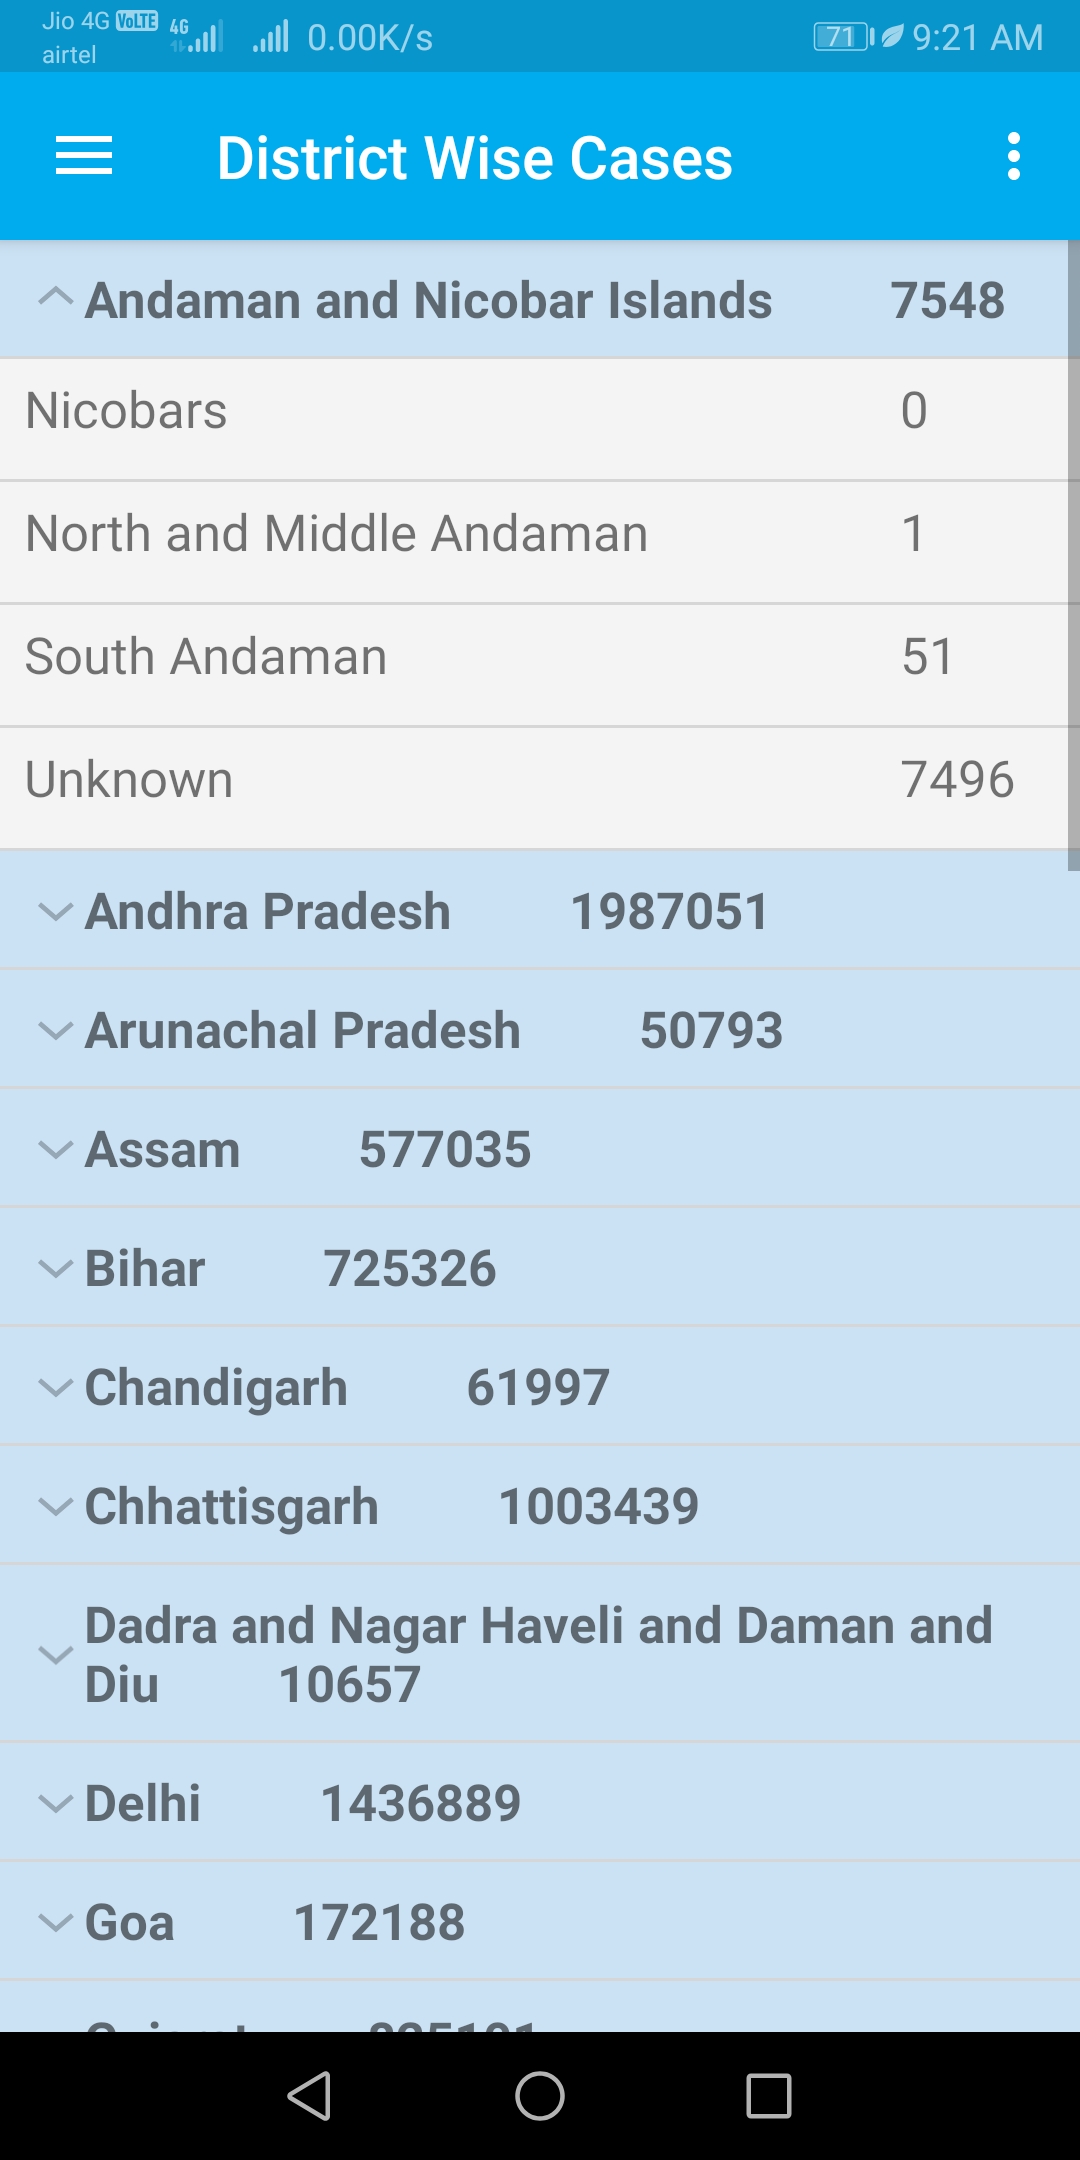 Jio 4G VoLTE 4G 0.00K/s 71 9:21 AM
airtel
District Wise Cases
Andaman and Nicobar Islands 7548
Nicobars 0
North and Middle Andaman 1
South Andaman 51
Unknown 7496
Andhra Pradesh 1987051
Arunachal Pradesh 50793
Assam 577035
Bihar 725326
Chandigarh 61997
Chhattisgarh 1003439
Dadra and Nagar Haveli and Daman and
Diu 10657
Delhi 1436889
Goa 172188
Gujarat